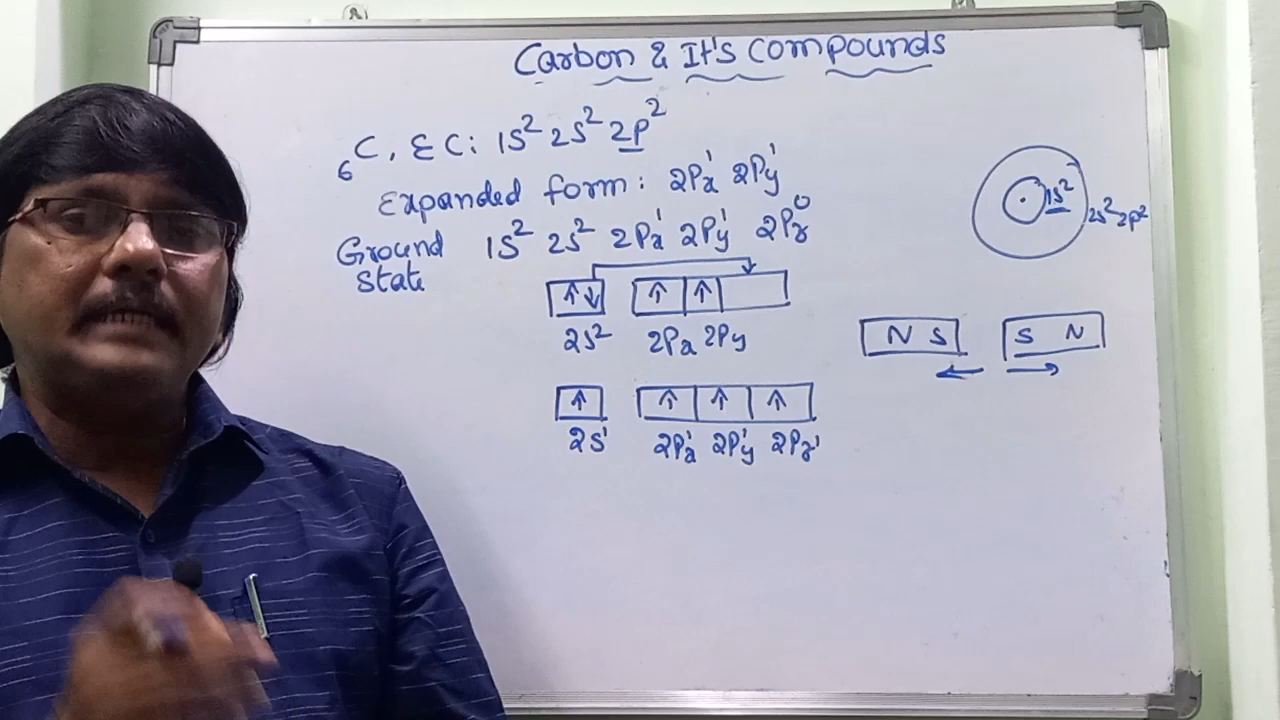 Carbon & It's Compounds
₆C, EC: 1s² 2s² 2p²
Expanded form: 2Px¹ 2Py¹
Ground state 1s² 2s² 2Px¹ 2Py¹ 2Pz⁰
↑↓ ↑ ↑
2s² 2Px 2Py
↑ ↑ ↑ ↑
2s¹ 2Px¹ 2Py¹ 2Pz¹
1s²
2s² 2p²
N S S N
← →